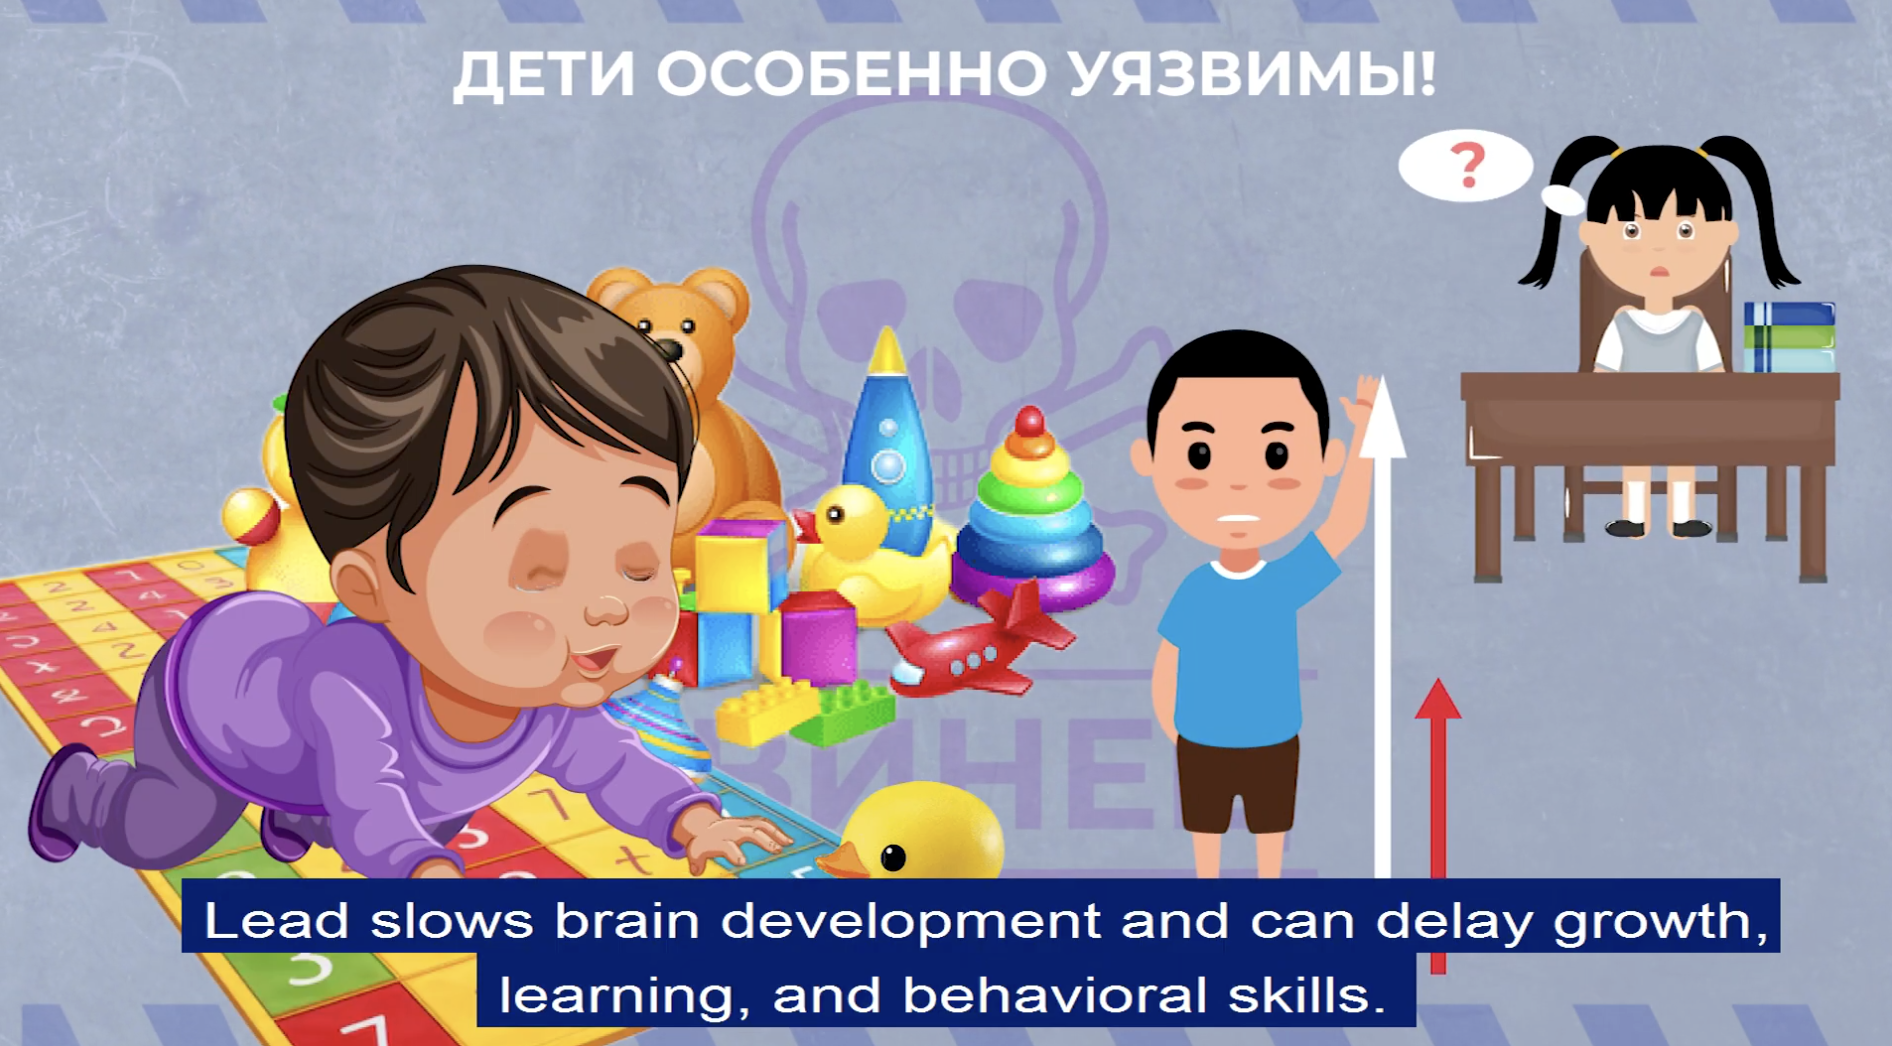 ДЕТИ ОСОБЕННО УЯЗВИМЫ!
?
Lead slows brain development and can delay growth,
learning, and behavioral skills.